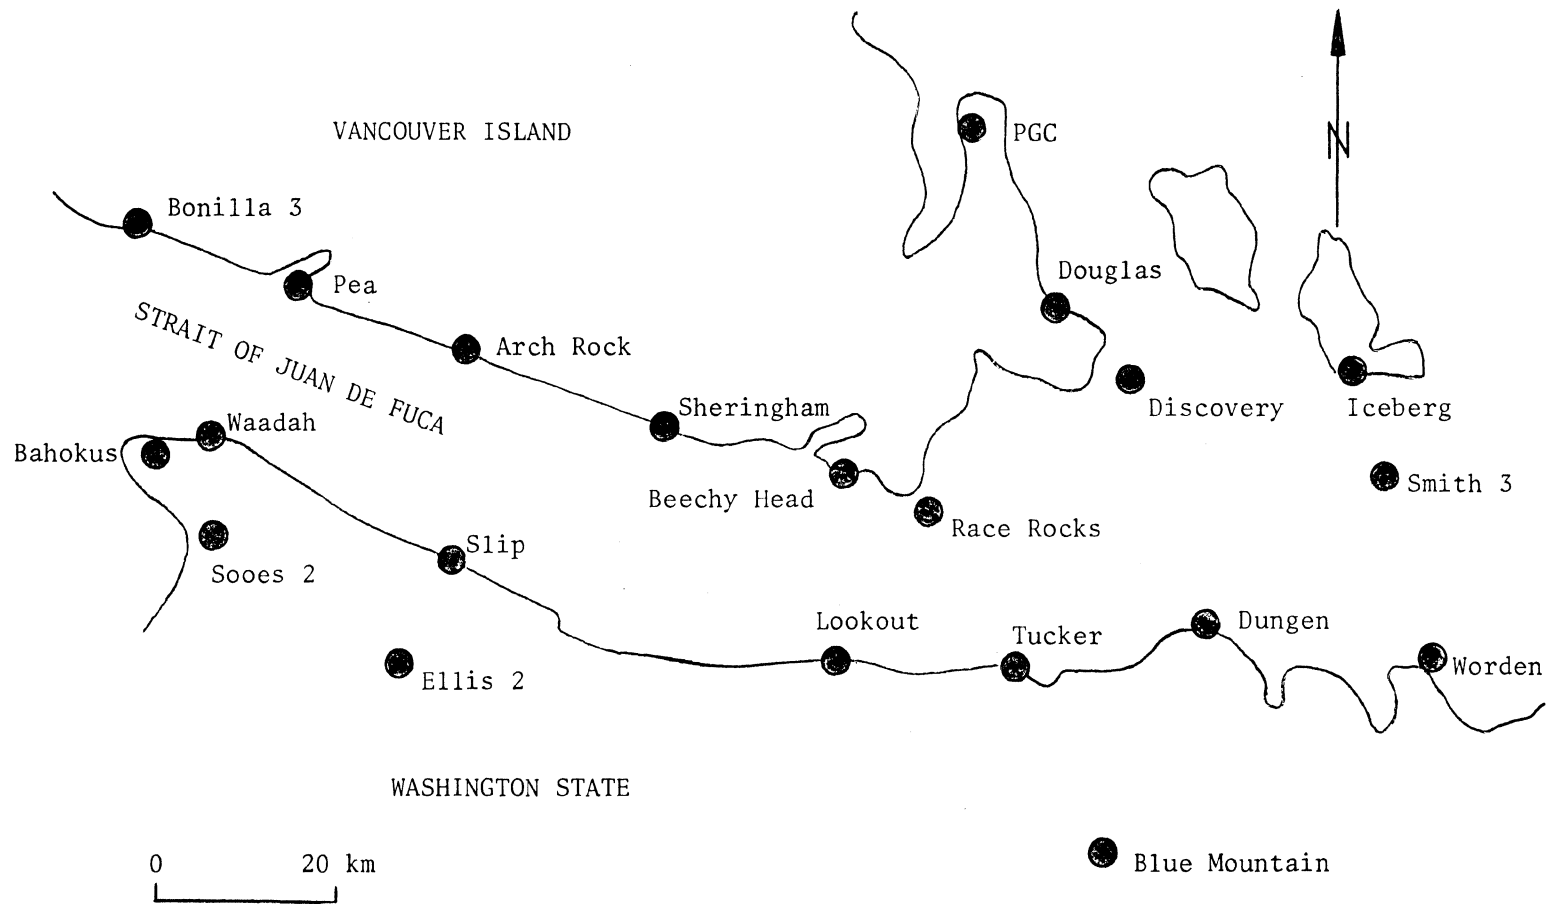 N
PGC
VANCOUVER ISLAND
Bonilla 3
Pea
Douglas
STRAIT OF JUAN DE FUCA
Arch Rock
Sheringham
Discovery
Iceberg
Waadah
Bahokus
Beechy Head
Smith 3
Race Rocks
Slip
Sooes 2
Lookout
Tucker
Dungen
Worden
Ellis 2
WASHINGTON STATE
0 20 km
Blue Mountain